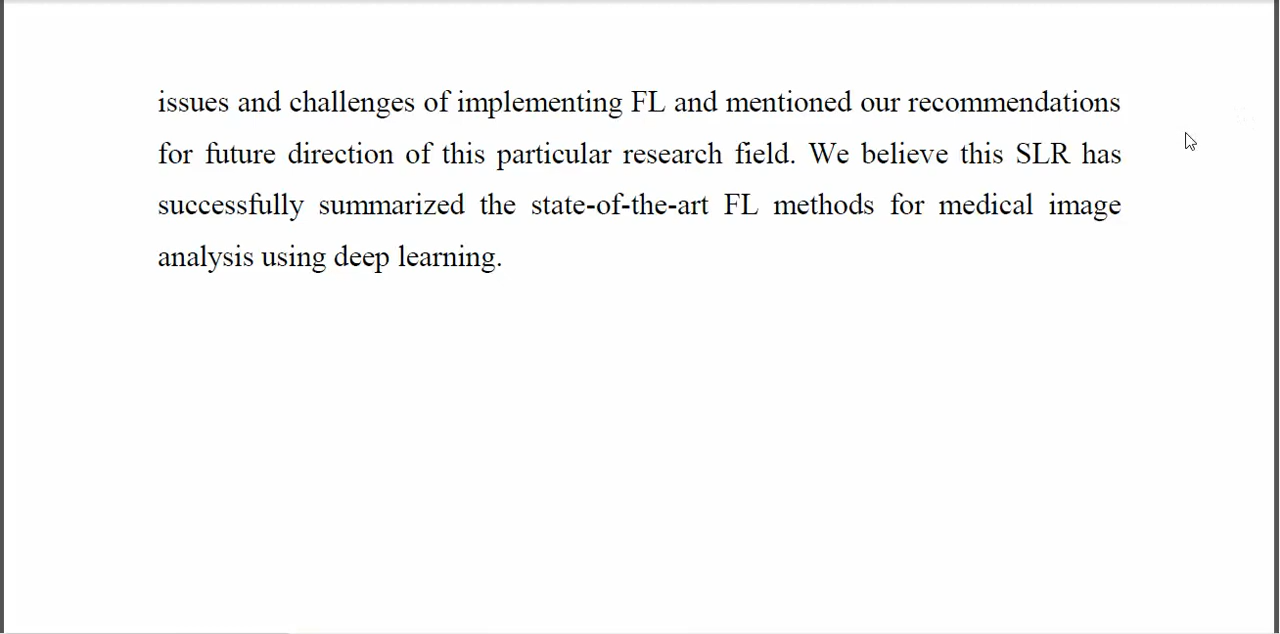 issues and challenges of implementing FL and mentioned our recommendations
for future direction of this particular research field. We believe this SLR has
successfully summarized the state-of-the-art FL methods for medical image
analysis using deep learning.